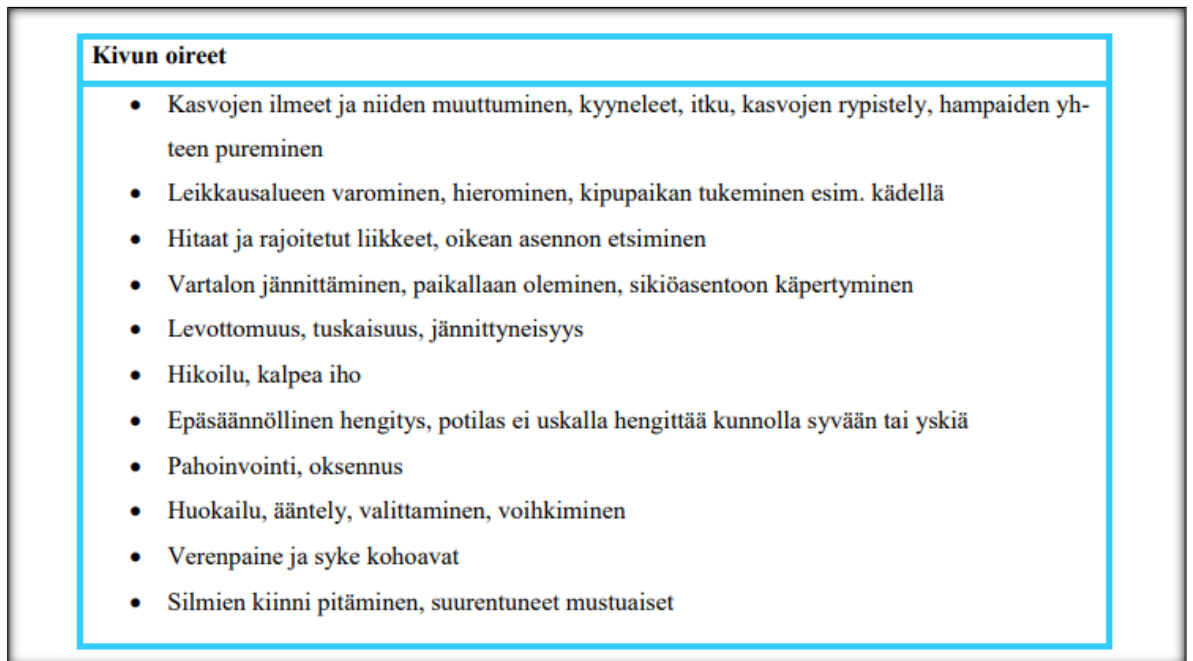 Kivun oireet
• Kasvojen ilmeet ja niiden muuttuminen, kyyneleet, itku, kasvojen rypistely, hampaiden yh-
teen pureminen
• Leikkausalueen varominen, hierominen, kipupaikan tukeminen esim. kädellä
• Hitaat ja rajoitetut liikkeet, oikean asennon etsiminen
• Vartalon jännittäminen, paikallaan oleminen, sikiöasentoon käpertyminen
• Levottomuus, tuskaisuus, jännittyneisyys
• Hikoilu, kalpea iho
• Epäsäännöllinen hengitys, potilas ei uskalla hengittää kunnolla syvään tai yskiä
• Pahoinvointi, oksennus
• Huokailu, ääntely, valittaminen, voihkiminen
• Verenpaine ja syke kohoavat
• Silmien kiinni pitäminen, suurentuneet mustuaiset